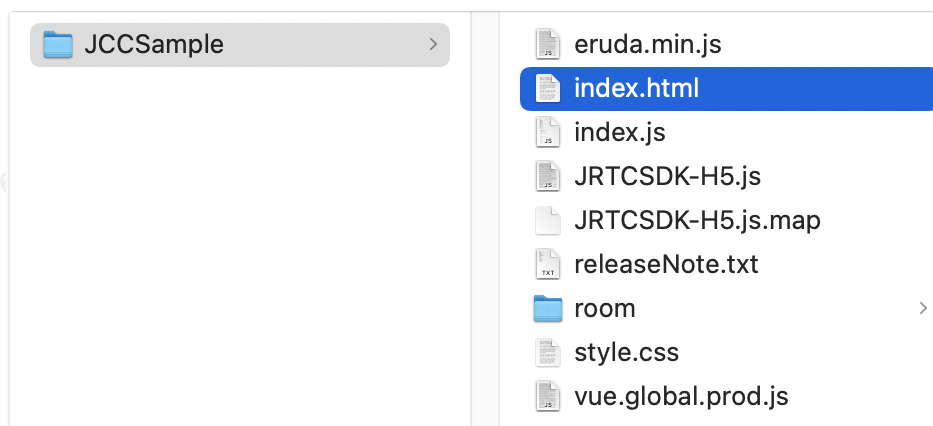 JCCSample
eruda.min.js
index.html
index.js
JRTCSDK-H5.js
JRTCSDK-H5.js.map
releaseNote.txt
room
style.css
vue.global.prod.js